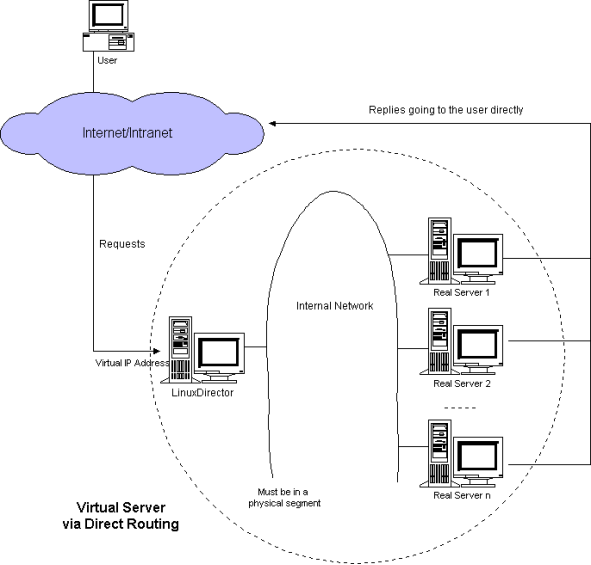 User
Replies going to the user directly
Internet/Intranet
Requests
Real Server 1
Internal Network
Virtual IP Address
LinuxDirector
Real Server 2
-----
Must be in a
physical segment
Real Server n
Virtual Server
via Direct Routing